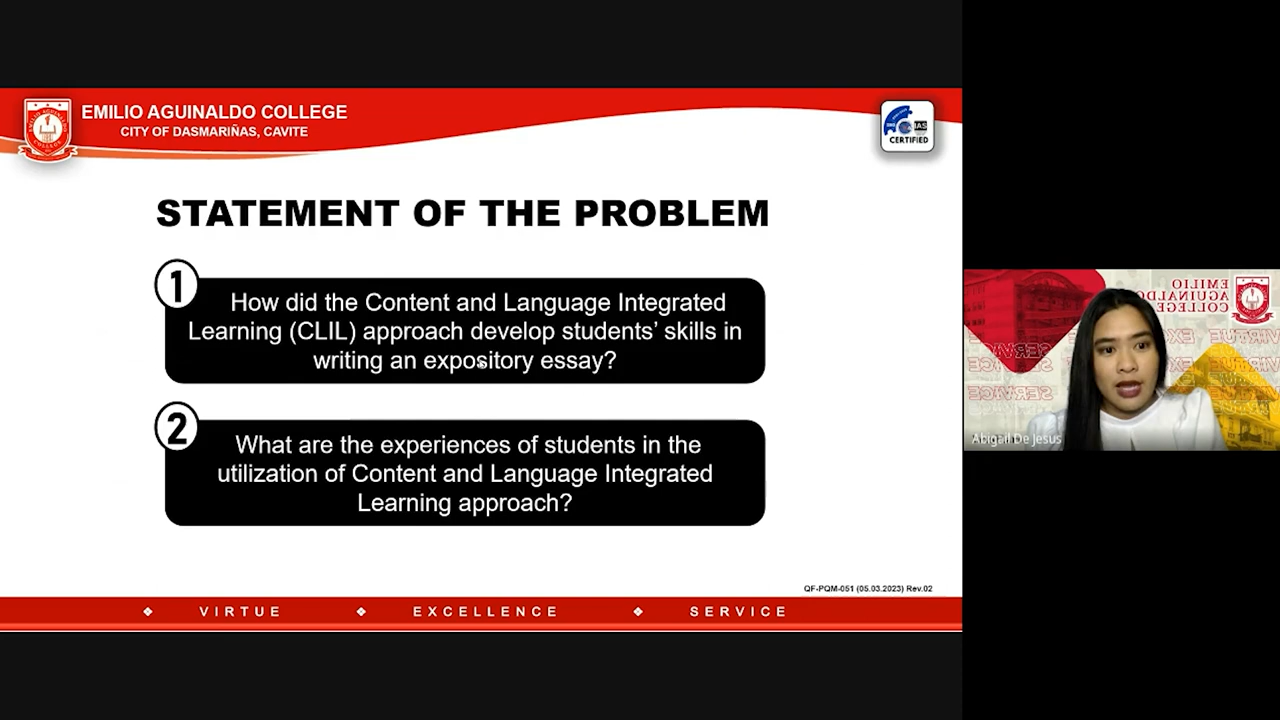 EMILIO AGUINALDO COLLEGE
CITY OF DASMARIÑAS, CAVITE
IAS
CERTIFIED
STATEMENT OF THE PROBLEM
1
How did the Content and Language Integrated
Learning (CLIL) approach develop students’ skills in
writing an expository essay?
2
What are the experiences of students in the
utilization of Content and Language Integrated
Learning approach?
QF-PQM-051 (05.03.2023) Rev.02
❖ VIRTUE ❖ EXCELLENCE ❖ SERVICE
EMILIO
AGUINALDO
COLLEGE
Abigail De Jesus